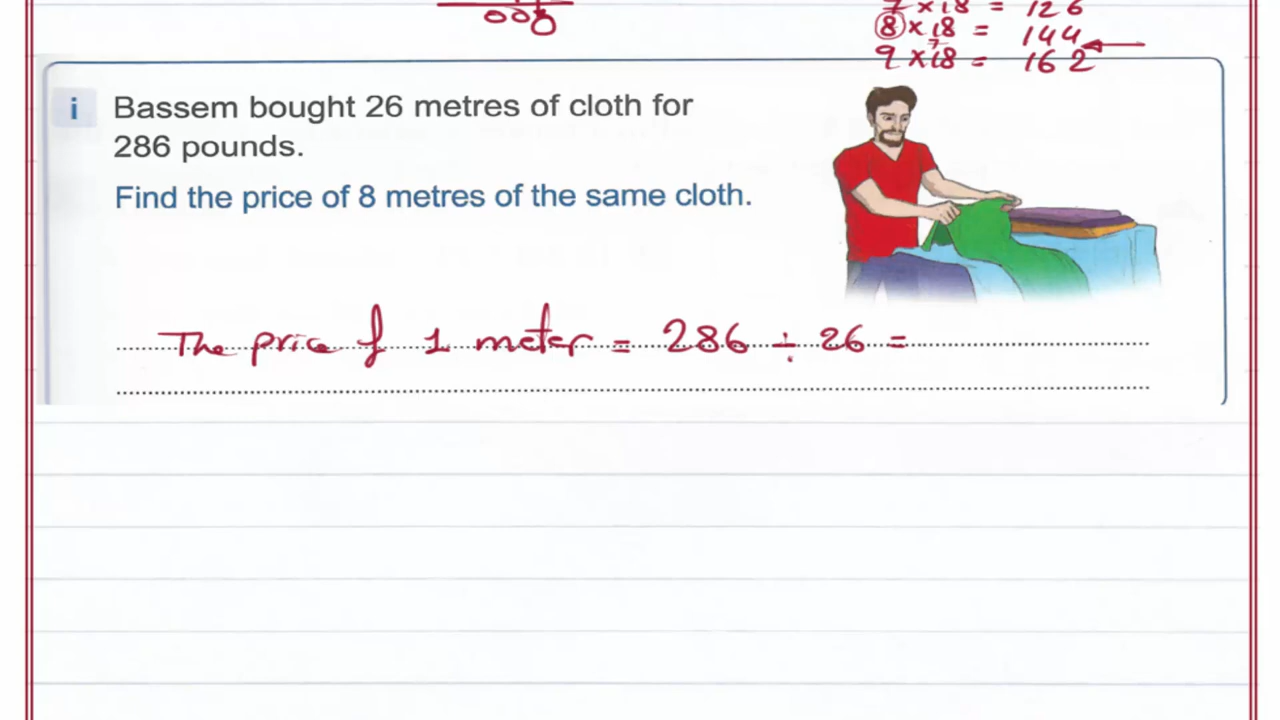 7 × 18 = 126
8 × 18 = 144
9 × 18 = 162
i Bassem bought 26 metres of cloth for
286 pounds.
Find the price of 8 metres of the same cloth.
The price of 1 meter = 286 ÷ 26 =